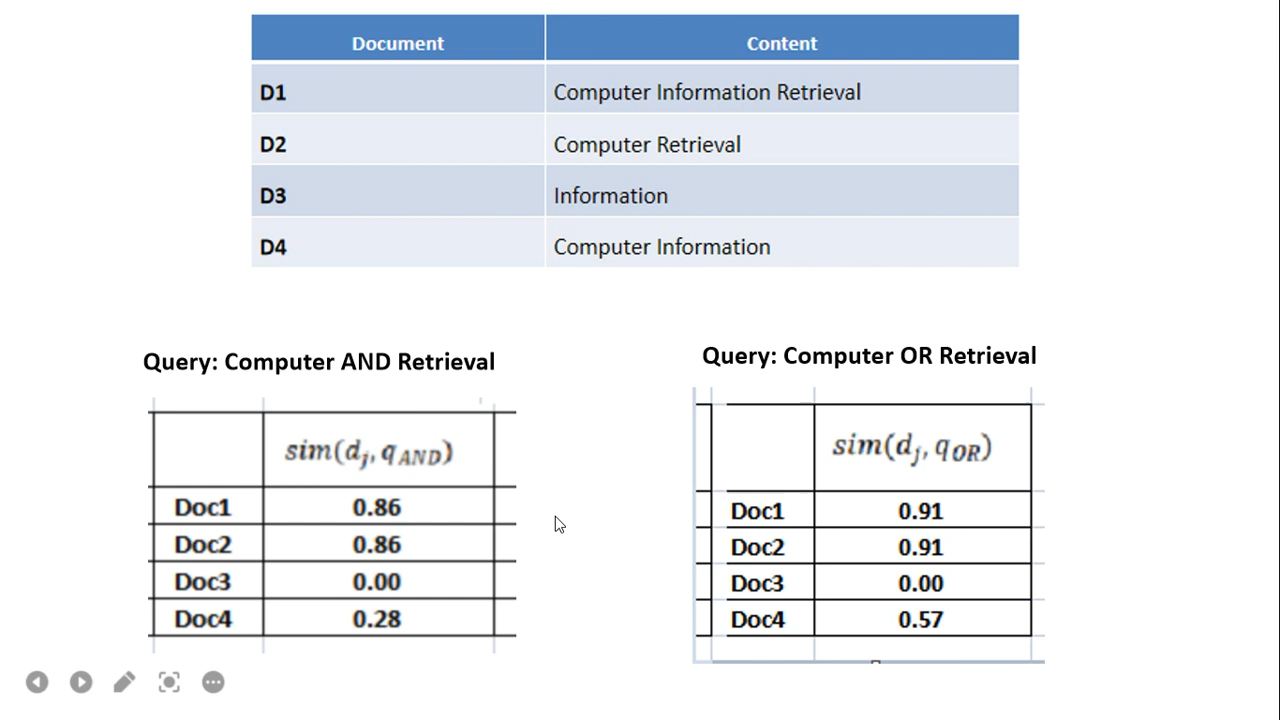 Document Content
D1 Computer Information Retrieval
D2 Computer Retrieval
D3 Information
D4 Computer Information
Query: Computer AND Retrieval
sim(dj, qAND)
Doc1 0.86
Doc2 0.86
Doc3 0.00
Doc4 0.28
Query: Computer OR Retrieval
sim(dj, qOR)
Doc1 0.91
Doc2 0.91
Doc3 0.00
Doc4 0.57